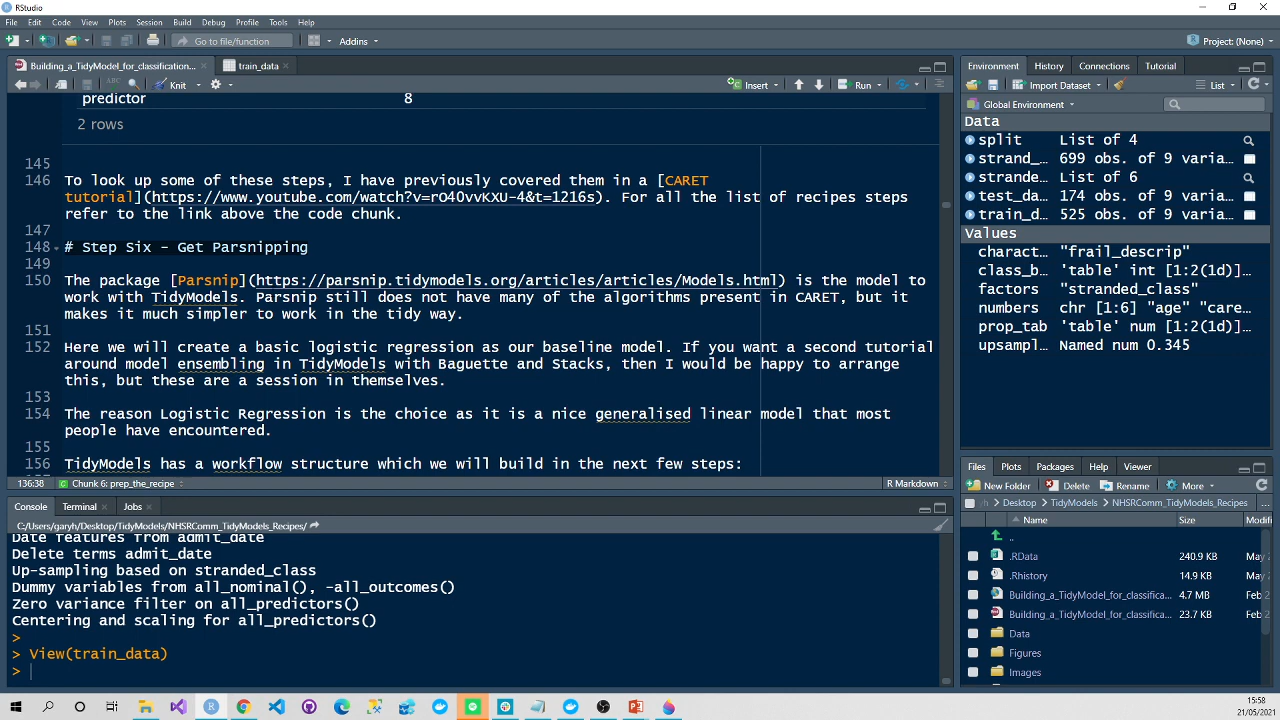 RStudio
File Edit Code View Plots Session Build Debug Profile Tools Help
Go to file/function Addins Project: (None)
Building_a_TidyModel_for_classification... train_data
ABC Knit Insert Run
predictor 8
2 rows
145
146 To look up some of these steps, I have previously covered them in a [CARET
tutorial](https://www.youtube.com/watch?v=rO40vvKXU-4&t=1216s). For all the list of recipes steps
refer to the link above the code chunk.
147
148 # Step Six - Get Parsnipping
149
150 The package [Parsnip](https://parsnip.tidymodels.org/articles/articles/Models.html) is the model to
work with TidyModels. Parsnip still does not have many of the algorithms present in CARET, but it
makes it much simpler to work in the tidy way.
151
152 Here we will create a basic logistic regression as our baseline model. If you want a second tutorial
around model ensembling in TidyModels with Baguette and Stacks, then I would be happy to arrange
this, but these are a session in themselves.
153
154 The reason Logistic Regression is the choice as it is a nice generalised linear model that most
people have encountered.
155
156 TidyModels has a workflow structure which we will build in the next few steps:
136:38 Chunk 6: prep_the_recipe R Markdown
Console Terminal Jobs
C:/Users/garyh/Desktop/TidyModels/NHSRComm_TidyModels_Recipes/
Date features from admit_date
Delete terms admit_date
Up-sampling based on stranded_class
Dummy variables from all_nominal(), -all_outcomes()
Zero variance filter on all_predictors()
Centering and scaling for all_predictors()
>
> View(train_data)
>
Environment History Connections Tutorial
Import Dataset List
Global Environment
Data
split List of 4
strand_... 699 obs. of 9 varia...
strande... List of 6
test_da... 174 obs. of 9 varia...
train_d... 525 obs. of 9 varia...
Values
charact... "frail_descrip"
class_b... 'table' int [1:2(1d)]...
factors "stranded_class"
numbers chr [1:6] "age" "care...
prop_tab 'table' num [1:2(1d)]...
upsampl... Named num 0.345
Files Plots Packages Help Viewer
New Folder Delete Rename More
Desktop TidyModels NHSRComm_TidyModels_Recipes ...
Name Size Modifi
..
.RData 240.9 KB May
.Rhistory 14.9 KB May
Building_a_TidyModel_for_classifica... 4.7 MB Feb 2
Building_a_TidyModel_for_classifica... 23.7 KB Feb 2
Data
Figures
Images
15:58
21/05/2021